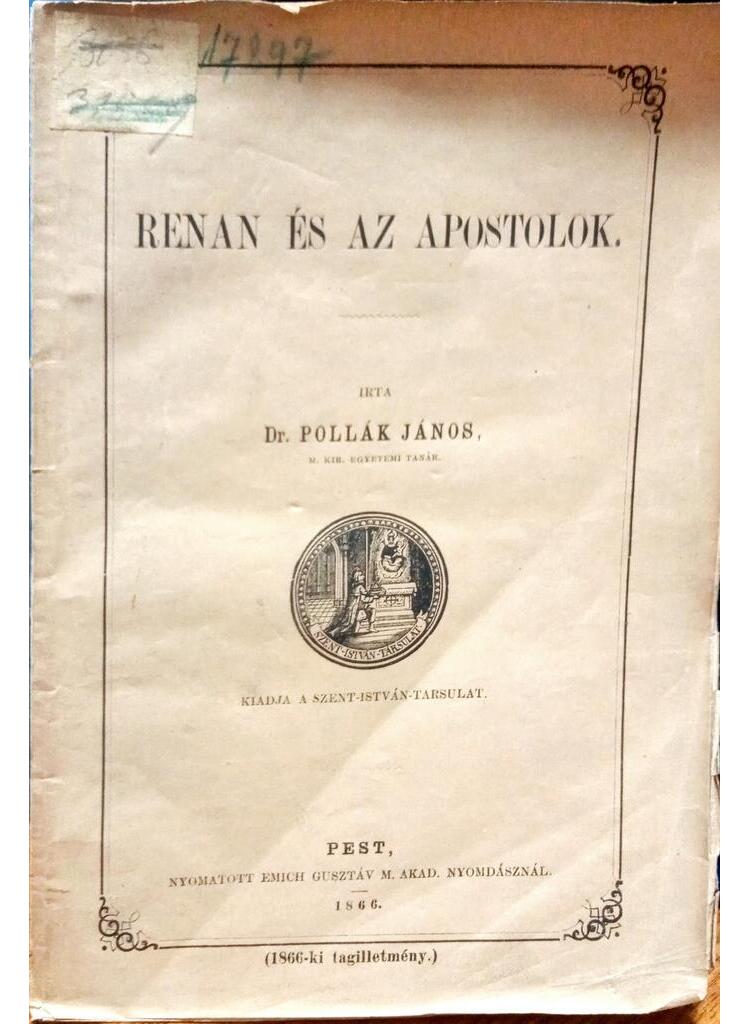 17897
RENAN ÉS AZ APOSTOLOK.
IRTA
Dr. POLLÁK JÁNOS,
M. KIR. EGYETEMI TANÁR.
SZENT-ISTVÁN-TÁRSULAT
KIADJA A SZENT-ISTVÁN-TARSULAT.
PEST,
NYOMATOTT EMICH GUSZTÁV M. AKAD. NYOMDÁSZNÁL.
1866.
(1866-ki tagilletmény.)